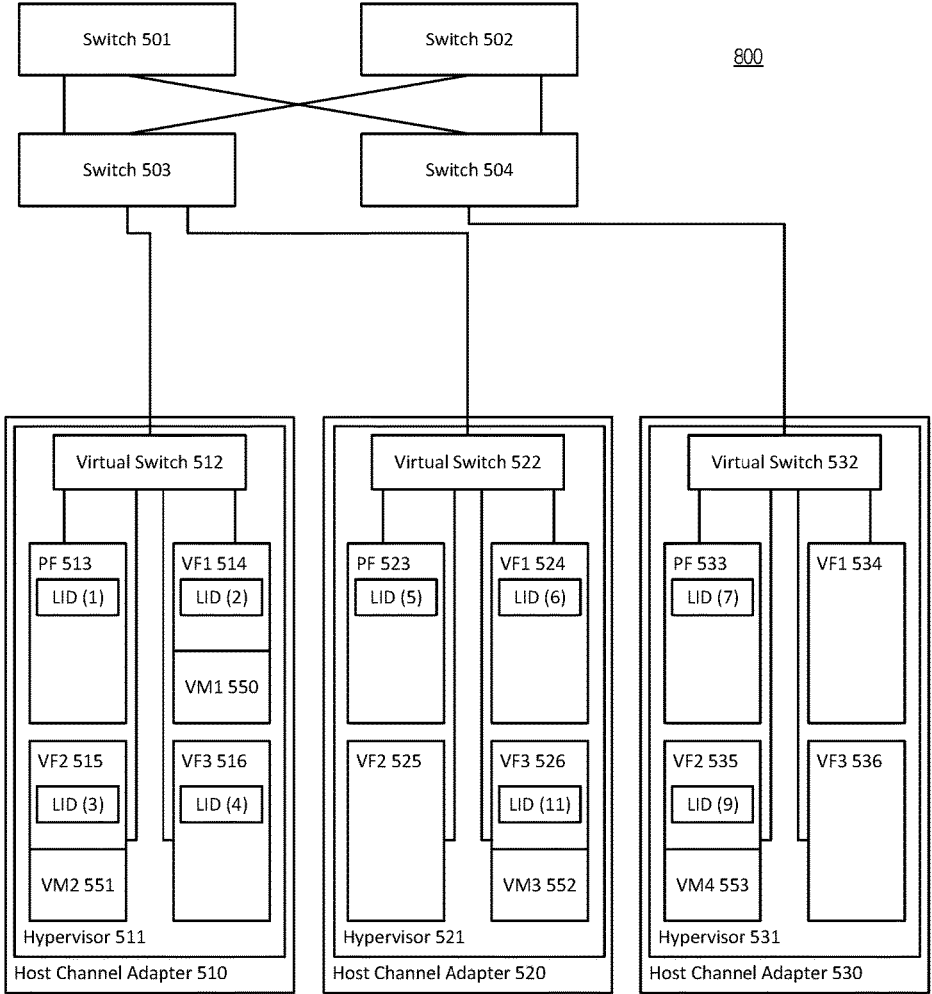 Switch 501
Switch 502
800
Switch 503
Switch 504
Virtual Switch 512
Virtual Switch 522
Virtual Switch 532
PF 513
LID (1)
VF1 514
LID (2)
VM1 550
VF2 515
LID (3)
VM2 551
VF3 516
LID (4)
Hypervisor 511
Host Channel Adapter 510
PF 523
LID (5)
VF1 524
LID (6)
VF2 525
VF3 526
LID (11)
VM3 552
Hypervisor 521
Host Channel Adapter 520
PF 533
LID (7)
VF1 534
VF2 535
LID (9)
VM4 553
VF3 536
Hypervisor 531
Host Channel Adapter 530